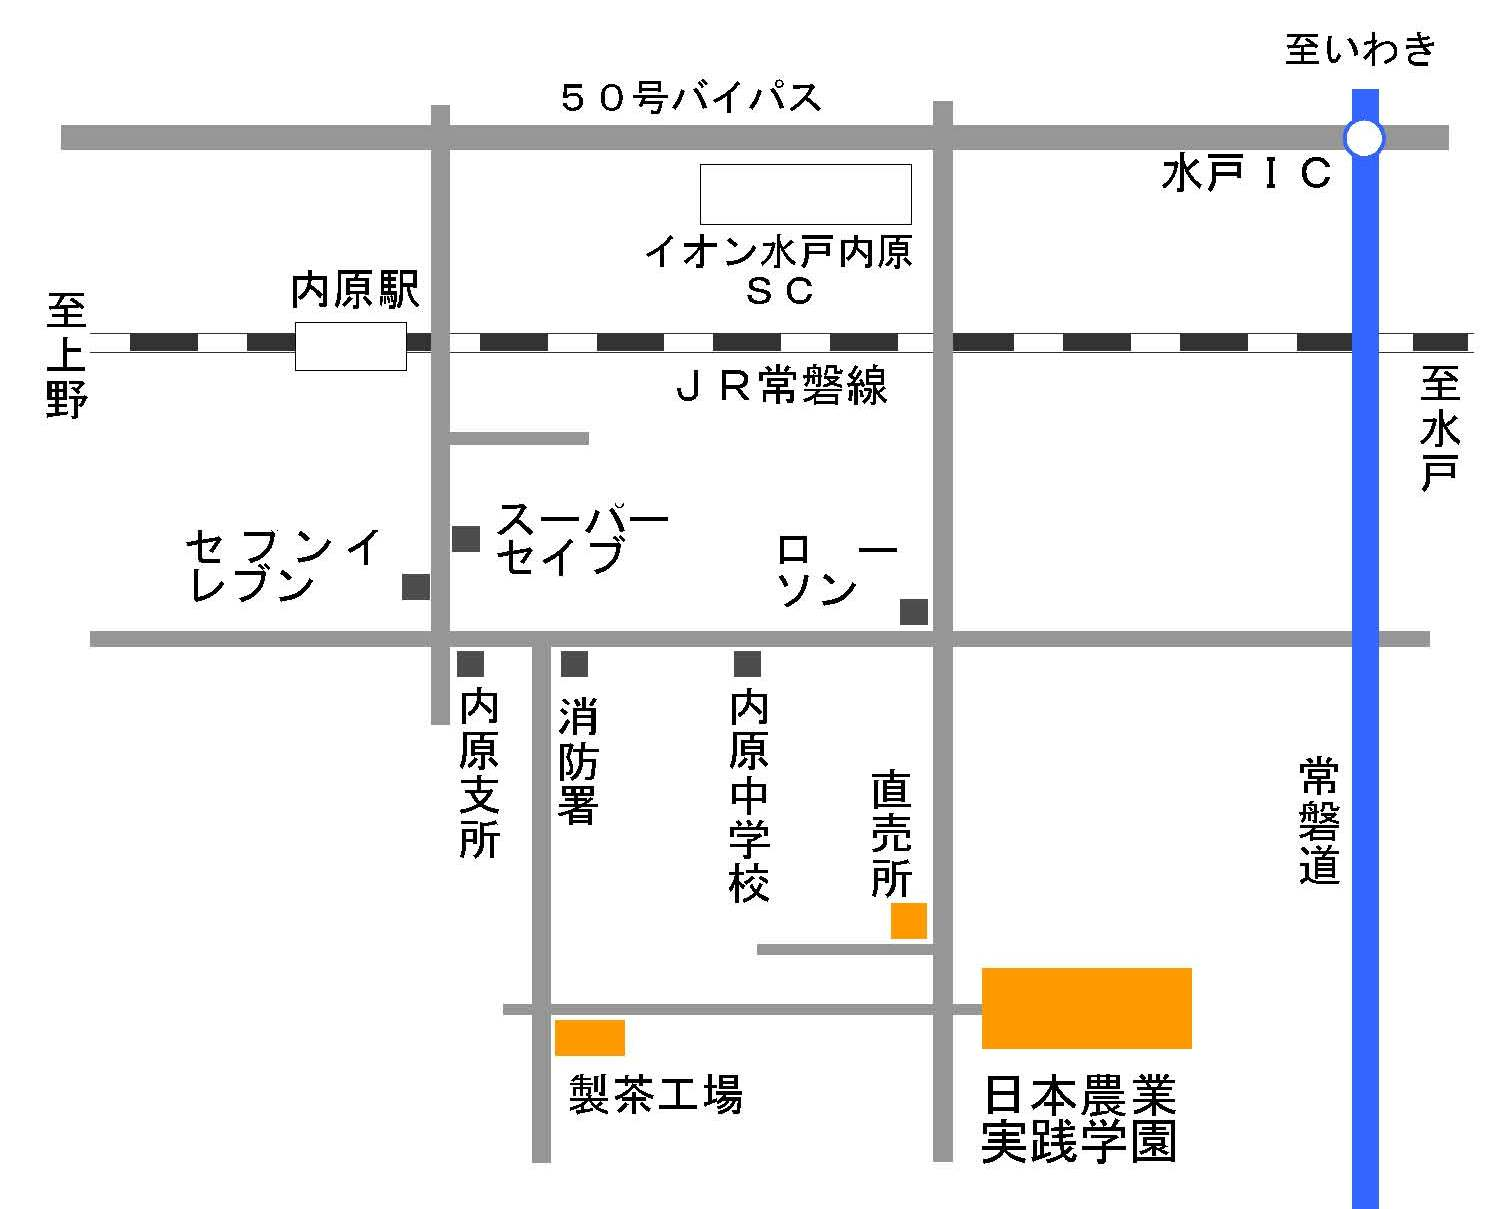 至いわき
５０号バイパス
水戸ＩＣ
イオン水戸内原
ＳＣ
内原駅
至上野
ＪＲ常磐線
至水戸
スーパー
セイブ
セブンイ
レブン
ロー
ソン
内原支所
消防署
内原中学校
直売所
常磐道
製茶工場
日本農業
実践学園